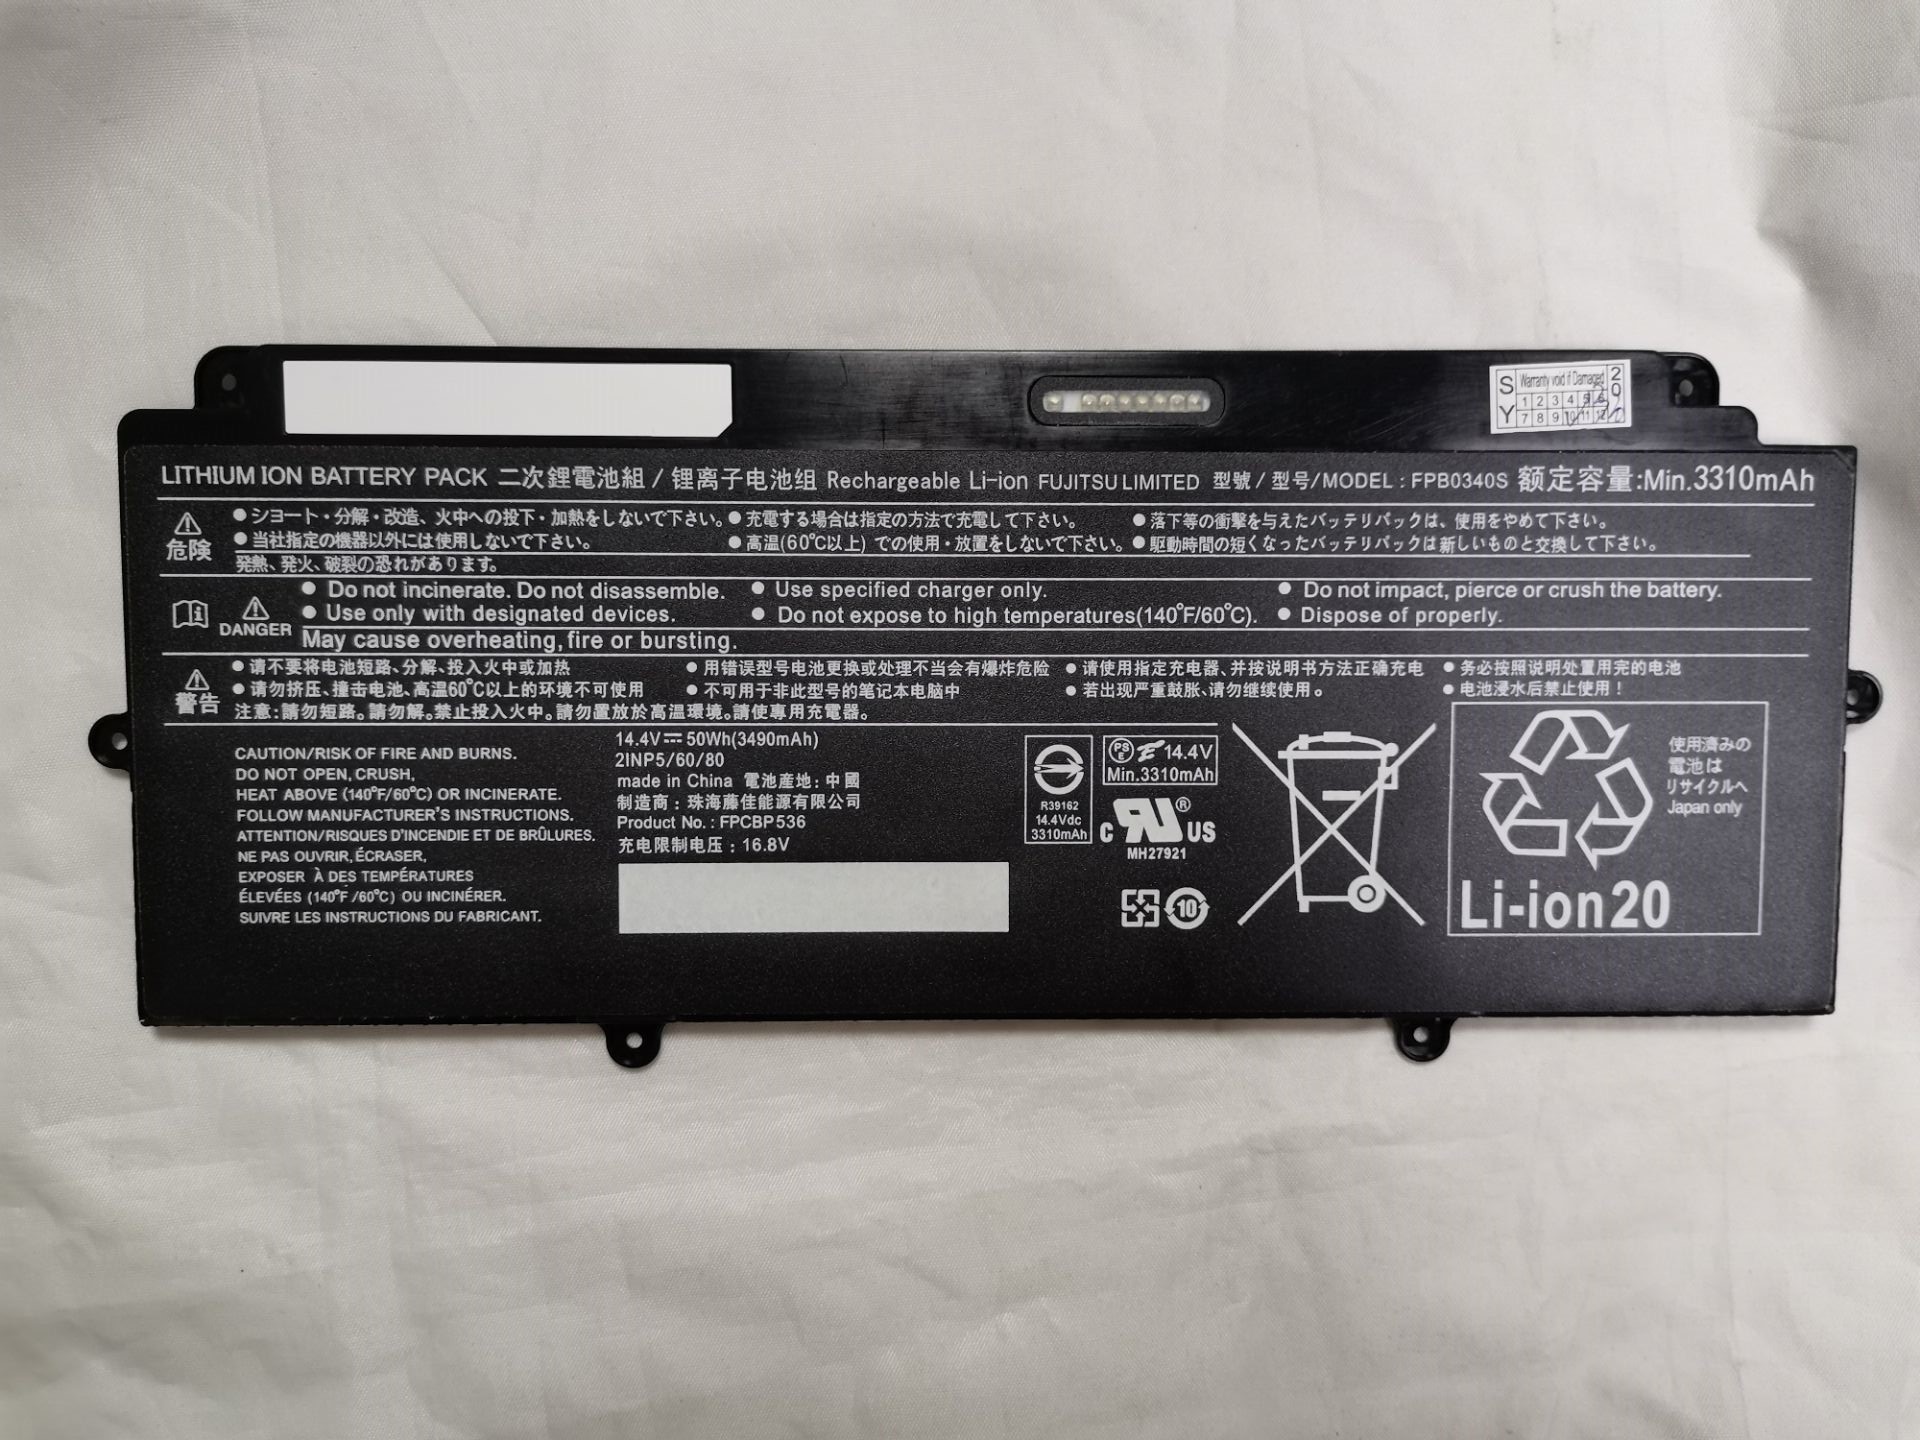 S Warranty void if Damaged 20
1 2 3 4 5 6
Y 7 8 9 10 11 12
LITHIUM ION BATTERY PACK 二次鋰電池組 / 锂离子电池组 Rechargeable Li-ion FUJITSU LIMITED 型號 / 型号/MODEL : FPB0340S 额定容量:Min.3310mAh
危険
● ショート・分解・改造、火中への投下・加熱をしないで下さい。 ● 充電する場合は指定の方法で充電して下さい。 ● 落下等の衝撃を与えたバッテリパックは、使用をやめて下さい。
● 当社指定の機器以外には使用しないで下さい。 ● 高温(60℃以上) での使用・放置をしないで下さい。 ● 駆動時間の短くなったバッテリパックは新しいものと交換して下さい。
発熱、発火、破裂の恐れがあります。
DANGER
● Do not incinerate. Do not disassemble. ● Use specified charger only. ● Do not impact, pierce or crush the battery.
● Use only with designated devices. ● Do not expose to high temperatures(140°F/60℃). ● Dispose of properly.
May cause overheating, fire or bursting.
警告
● 请不要将电池短路、分解、投入火中或加热 ● 用错误型号电池更换或处理不当会有爆炸危险 ● 请使用指定充电器、并按说明书方法正确充电 ● 务必按照说明处置用完的电池
● 请勿挤压、撞击电池、高温60℃以上的环境不可使用 ● 不可用于非此型号的笔记本电脑中 ● 若出现严重鼓胀、请勿继续使用。 ● 电池浸水后禁止使用！
注意:請勿短路。請勿解。禁止投入火中。請勿置放於高溫環境。請使專用充電器。
CAUTION/RISK OF FIRE AND BURNS.
DO NOT OPEN, CRUSH,
HEAT ABOVE (140°F/60°C) OR INCINERATE.
FOLLOW MANUFACTURER'S INSTRUCTIONS.
ATTENTION/RISQUES D'INCENDIE ET DE BRÛLURES.
NE PAS OUVRIR, ÉCRASER,
EXPOSER À DES TEMPÉRATURES
ÉLEVÉES (140°F /60°C) OU INCINÉRER.
SUIVRE LES INSTRUCTIONS DU FABRICANT.
14.4V⎓50Wh(3490mAh)
2INP5/60/80
made in China 電池産地: 中國
制造商 : 珠海藤佳能源有限公司
Product No. : FPCBP536
充电限制电压 : 16.8V
R39162
14.4Vdc
3310mAh
PS E 14.4V
Min.3310mAh
C RU ® US
MH27921
10
使用済みの
電池は
リサイクルへ
Japan only
Li-ion20